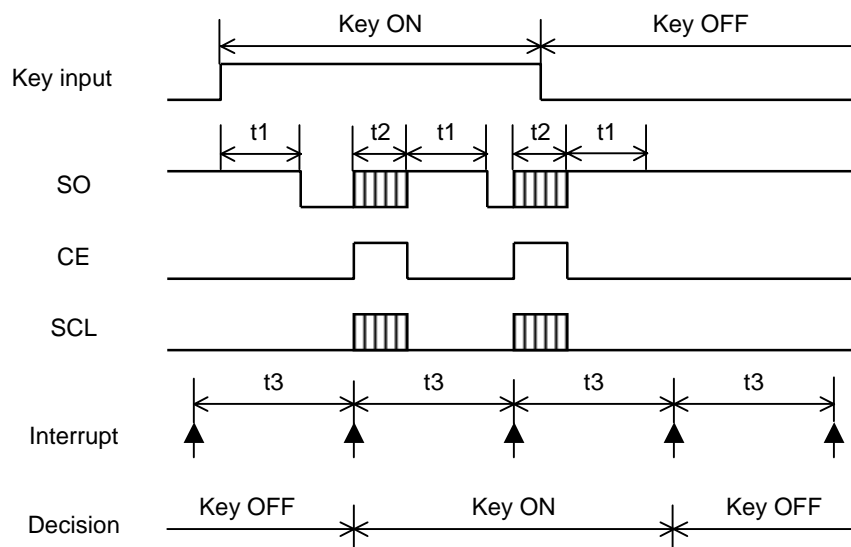 Key ON Key OFF
Key input
t1 t2 t1 t2 t1
SO
CE
SCL
t3 t3 t3 t3
Interrupt
Key OFF Key ON Key OFF
Decision